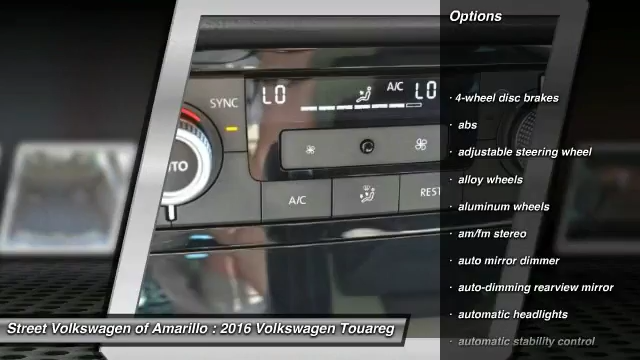 Options
SYNC
LO
A/C
LO
AUTO
A/C
REST
· 4-wheel disc brakes
· abs
· adjustable steering wheel
· alloy wheels
· aluminum wheels
· am/fm stereo
· auto mirror dimmer
· auto-dimming rearview mirror
· automatic headlights
· automatic stability control
Street Volkswagen of Amarillo : 2016 Volkswagen Touareg